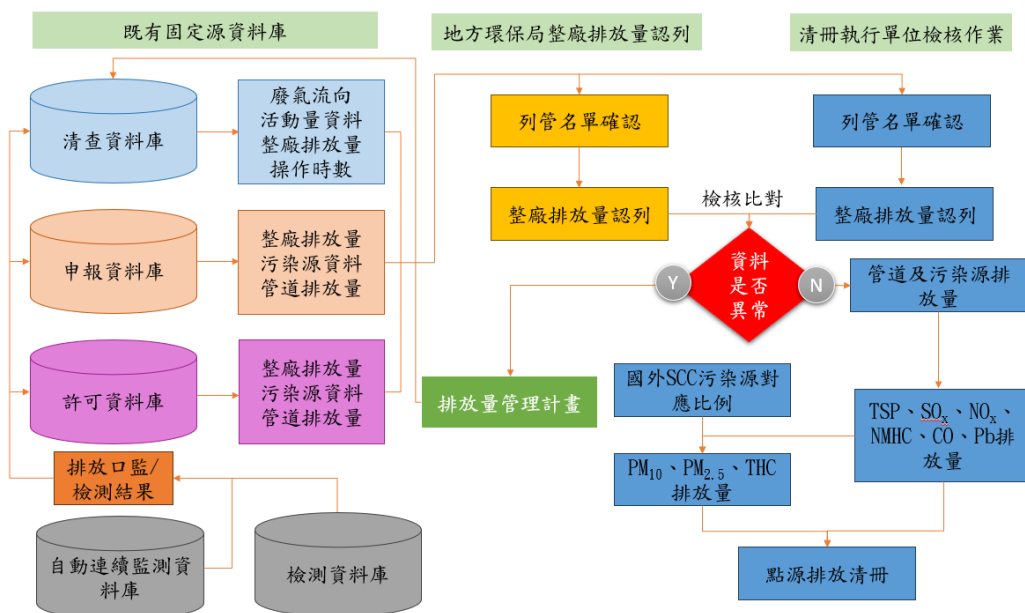 既有固定源資料庫
地方環保局整廠排放量認列
清冊執行單位檢核作業
清查資料庫
廢氣流向
活動量資料
整廠排放量
操作時數
申報資料庫
整廠排放量
污染源資料
管道排放量
許可資料庫
整廠排放量
污染源資料
管道排放量
排放口監/
檢測結果
自動連續監測資
料庫
檢測資料庫
列管名單確認
整廠排放量認列
列管名單確認
整廠排放量認列
檢核比對
資料
是否
異常
Y
N
排放量管理計畫
管道及污染源排
放量
國外SCC污染源對
應比例
TSP、SOx、NOx、
NMHC、CO、Pb排
放量
PM10、PM2.5、THC
排放量
點源排放清冊